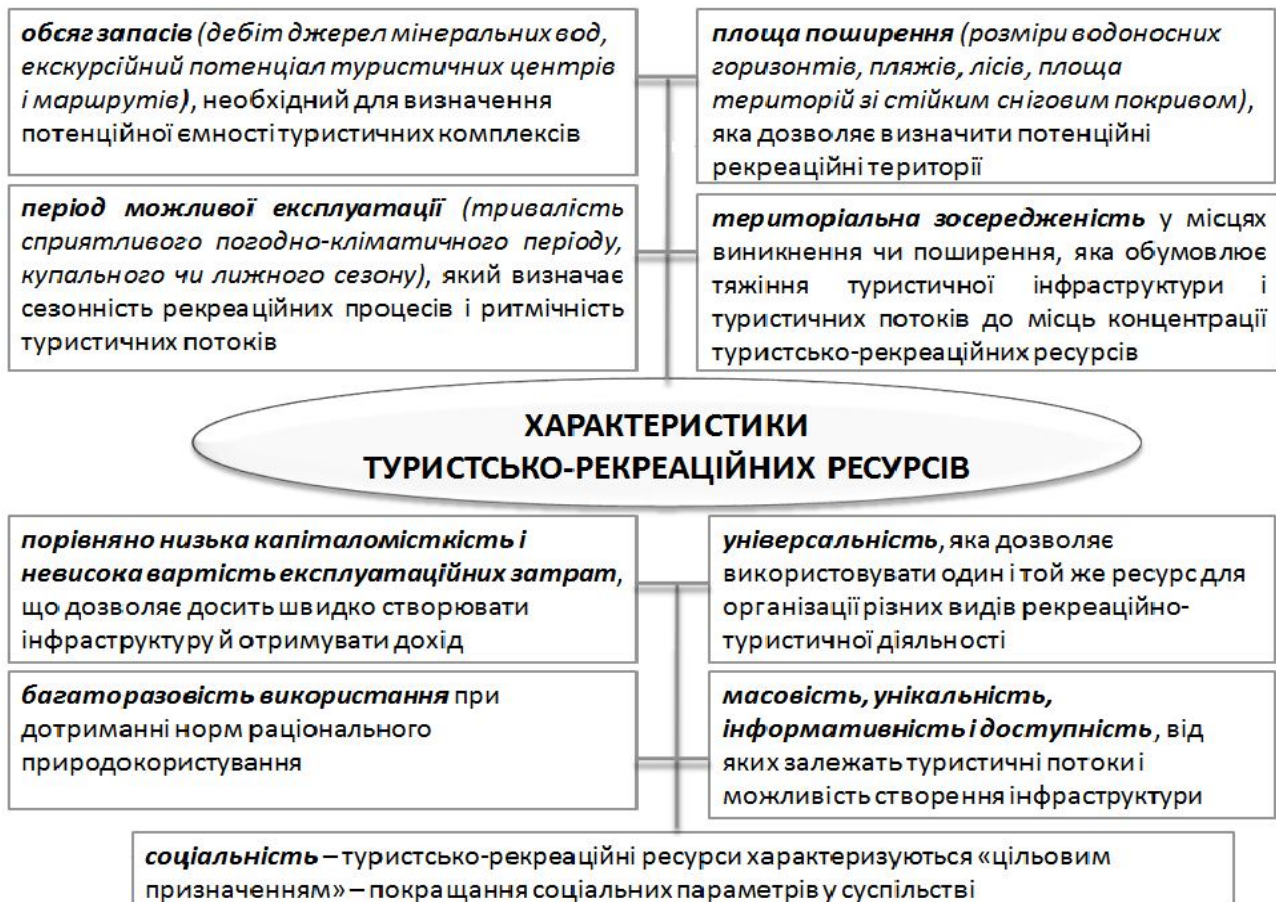 обсяг запасів (дебіт джерел мінеральних вод,
екскурсійний потенціал туристичних центрів
і маршрутів), необхідний для визначення
потенційної ємності туристичних комплексів
площа поширення (розміри водоносних
горизонтів, пляжів, лісів, площа
територій зі стійким сніговим покривом),
яка дозволяє визначити потенційні
рекреаційні території
період можливої експлуатації (тривалість
сприятливого погодно-кліматичного періоду,
купального чи лижного сезону), який визначає
сезонність рекреаційних процесів і ритмічність
туристичних потоків
територіальна зосередженість у місцях
виникнення чи поширення, яка обумовлює
тяжіння туристичної інфраструктури і
туристичних потоків до місць концентрації
туристсько-рекреаційних ресурсів
ХАРАКТЕРИСТИКИ
ТУРИСТСЬКО-РЕКРЕАЦІЙНИХ РЕСУРСІВ
порівняно низька капіталомісткість і
невисока вартість експлуатаційних затрат,
що дозволяє досить швидко створювати
інфраструктуру й отримувати дохід
універсальність, яка дозволяє
використовувати один і той же ресурс для
організації різних видів рекреаційно-
туристичної діяльності
багаторазовість використання при
дотриманні норм раціонального
природокористування
масовість, унікальність,
інформативність і доступність, від
яких залежать туристичні потоки і
можливість створення інфраструктури
соціальність – туристсько-рекреаційні ресурси характеризуються «цільовим
призначенням» – покращання соціальних параметрів у суспільстві